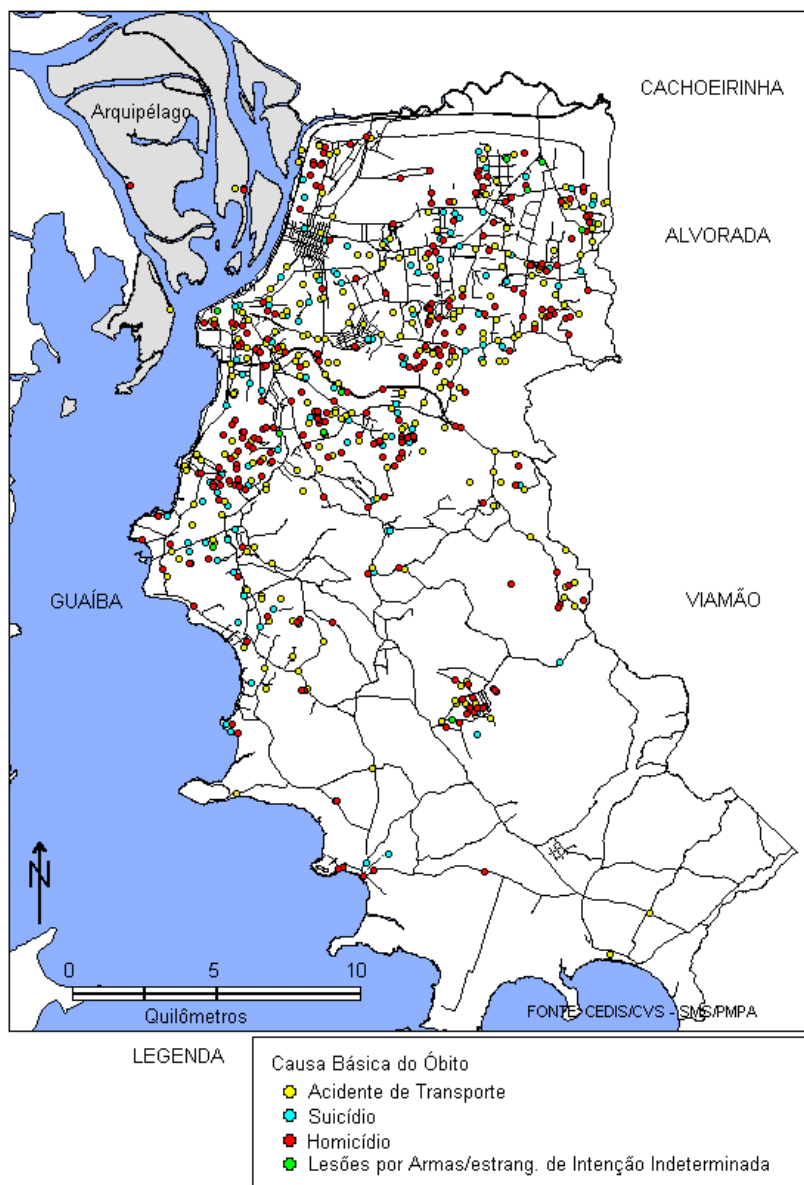 CACHOEIRINHA
Arquipélago
ALVORADA
GUAÍBA
VIAMÃO
N
0 5 10
Quilômetros
FONTE: CEDIS/CVS - SMS/PMPA
LEGENDA
Causa Básica do Óbito
Acidente de Transporte
Suicídio
Homicídio
Lesões por Armas/estrang. de Intenção Indeterminada